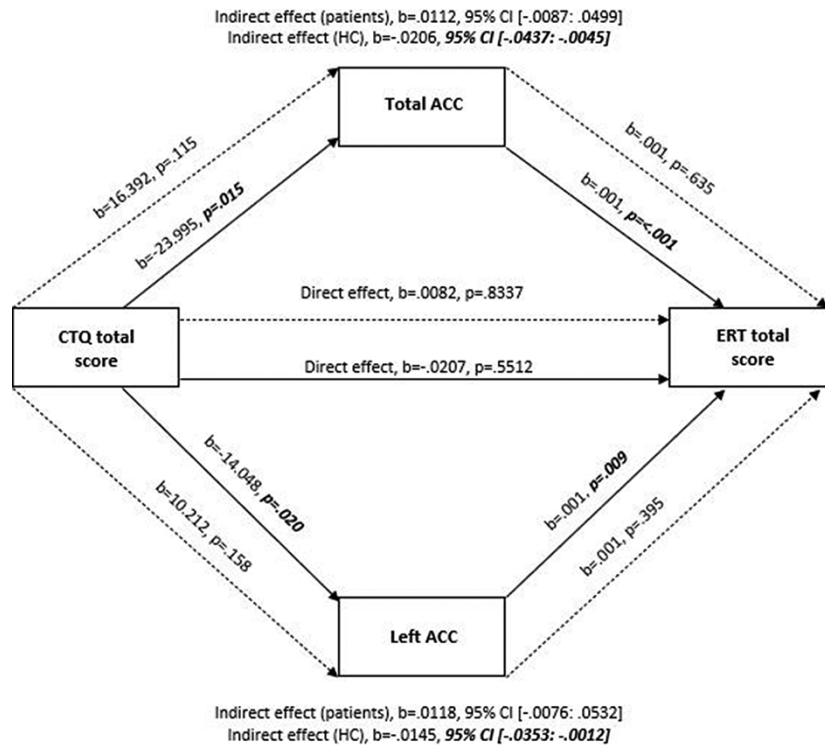 Indirect effect (patients), b=.0112, 95% CI [-.0087: .0499]
Indirect effect (HC), b=-.0206, 95% CI [-.0437: -.0045]
Total ACC
b=16.392, p=.115
b=-23.995, p=.015
b=.001, p=.635
b=.001, p=<.001
Direct effect, b=.0082, p=.8337
CTQ total
score
ERT total
score
Direct effect, b=-.0207, p=.5512
b=-14.048, p=.020
b=10.212, p=.158
b=.001, p=.009
b=.001, p=.395
Left ACC
Indirect effect (patients), b=.0118, 95% CI [-.0076: .0532]
Indirect effect (HC), b=-.0145, 95% CI [-.0353: -.0012]